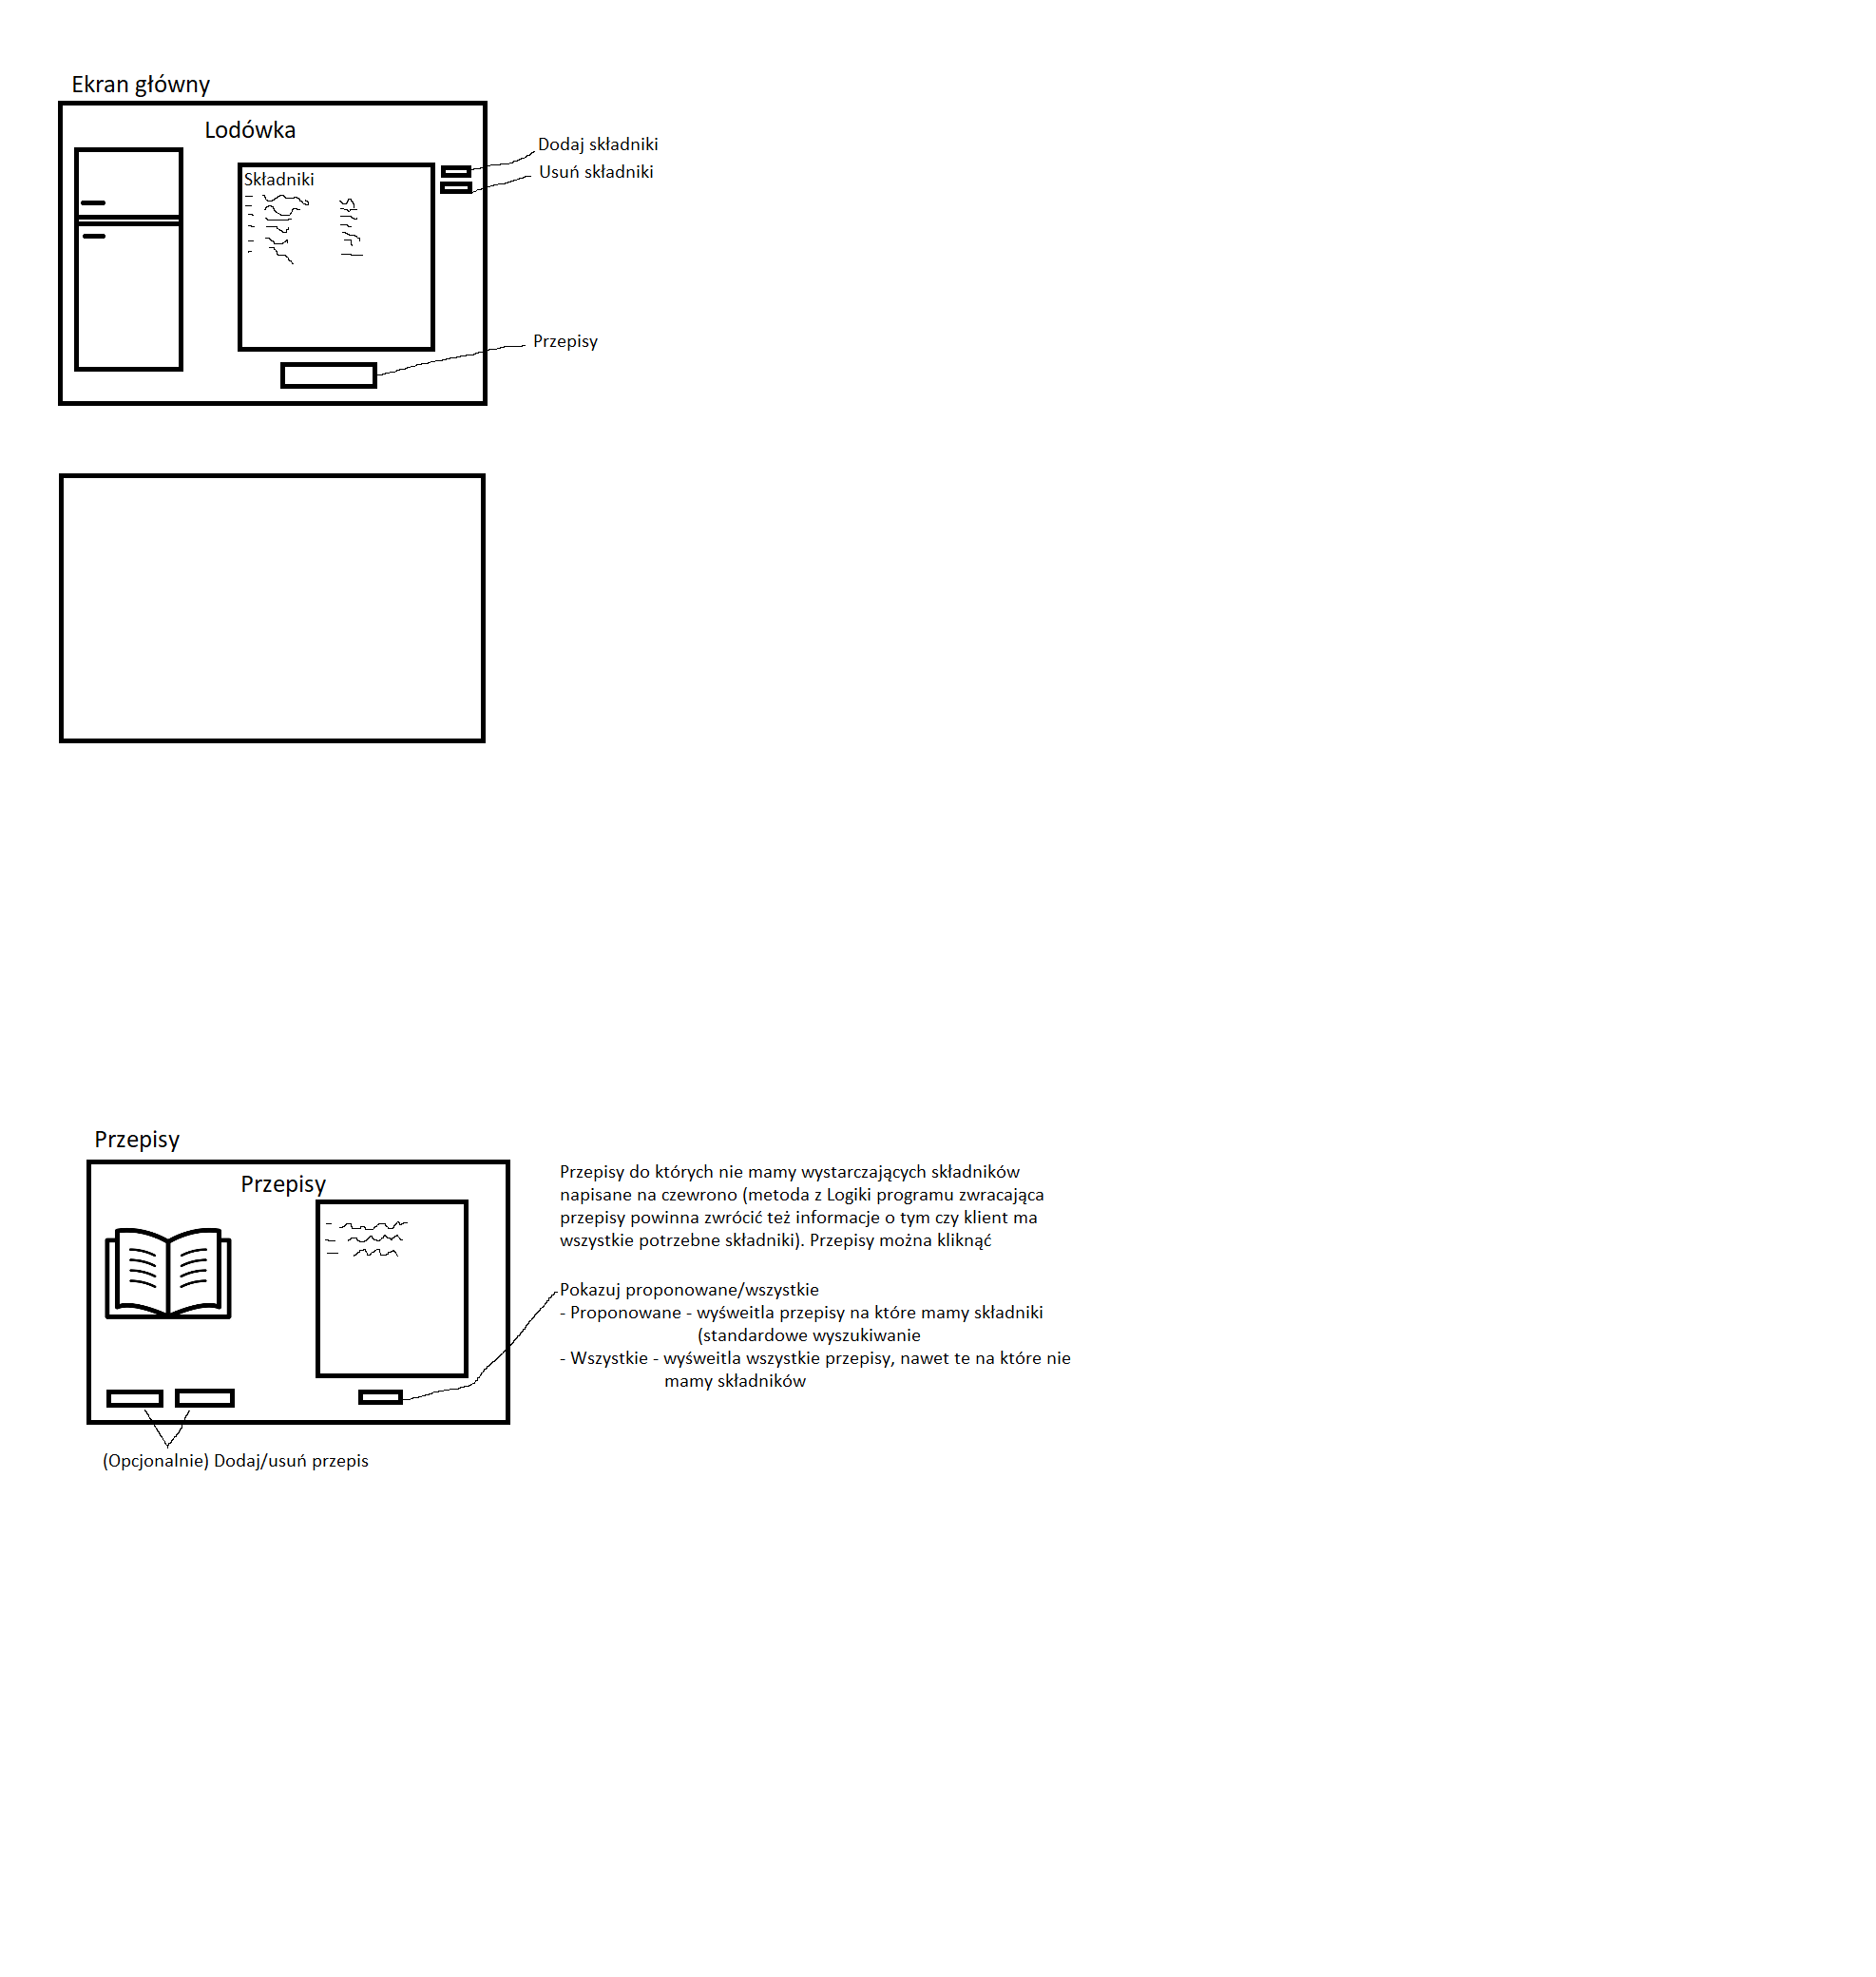 Ekran główny
Lodówka
Dodaj składniki
Usuń składniki
Składniki
Przepisy
Przepisy
Przepisy
Przepisy do których nie mamy wystarczających składników
napisane na czewrono (metoda z Logiki programu zwracająca
przepisy powinna zwrócić też informacje o tym czy klient ma
wszystkie potrzebne składniki). Przepisy można kliknąć
Pokazuj proponowane/wszystkie
- Proponowane - wyśweitla przepisy na które mamy składniki
(standardowe wyszukiwanie
- Wszystkie - wyśweitla wszystkie przepisy, nawet te na które nie
mamy składników
(Opcjonalnie) Dodaj/usuń przepis